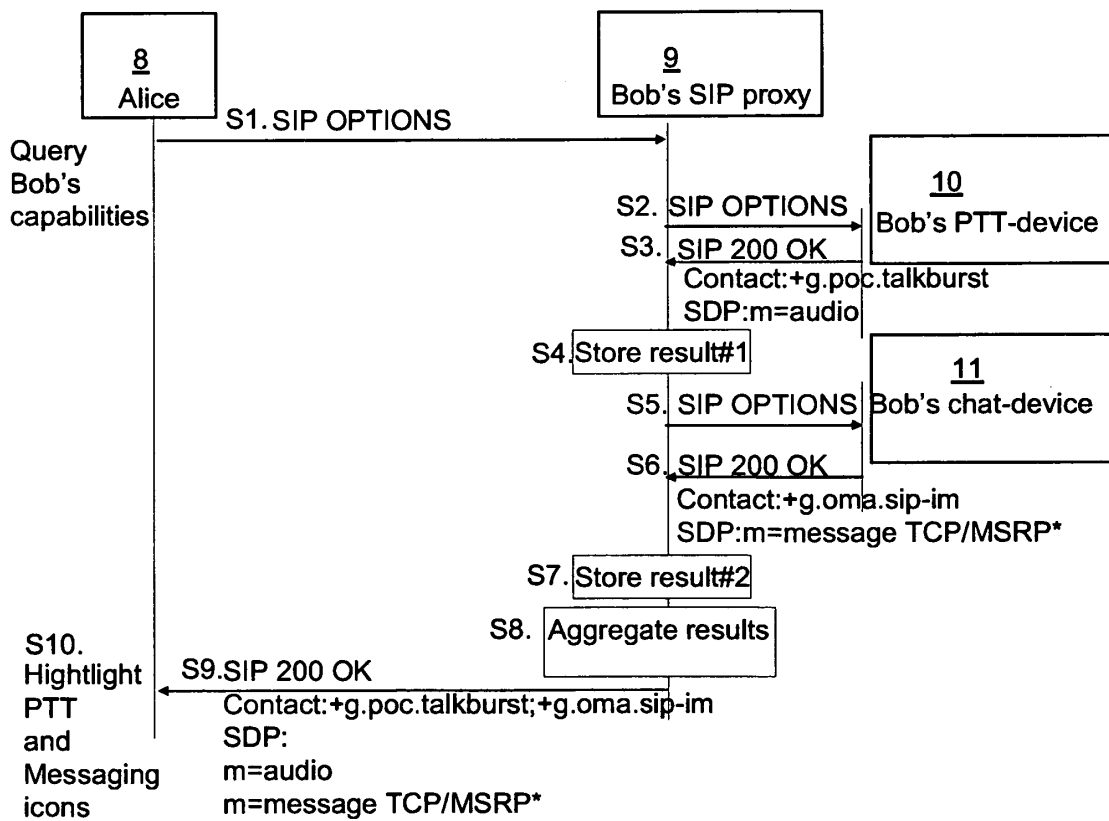 8
Alice
9
Bob's SIP proxy
S1. SIP OPTIONS
Query
Bob's
capabilities
10
Bob's PTT-device
S2. SIP OPTIONS
S3. SIP 200 OK
Contact:+g.poc.talkburst
SDP:m=audio
S4. Store result#1
11
Bob's chat-device
S5. SIP OPTIONS
S6. SIP 200 OK
Contact:+g.oma.sip-im
SDP:m=message TCP/MSRP*
S7. Store result#2
S8. Aggregate results
S9. SIP 200 OK
Contact:+g.poc.talkburst;+g.oma.sip-im
SDP:
m=audio
m=message TCP/MSRP*
S10.
Hightlight
PTT
and
Messaging
icons